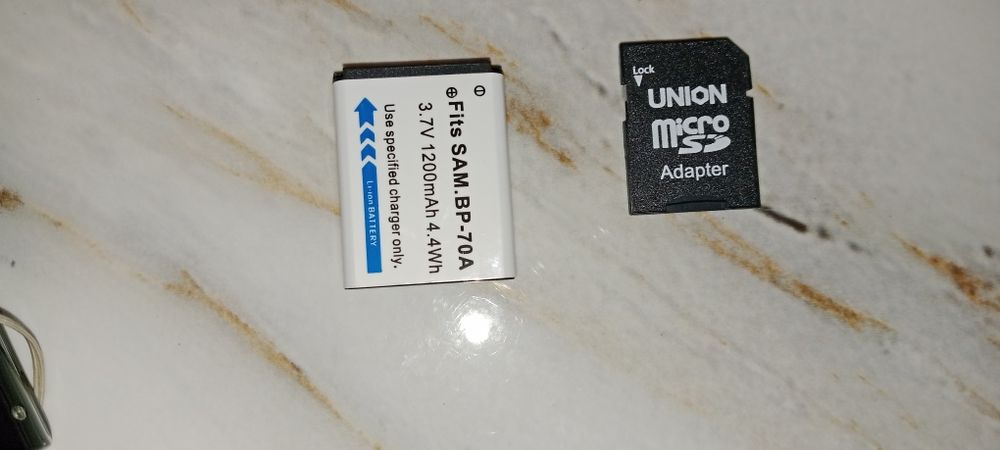 ⊕Fits SAM.BP-70A ⊖
3.7V 1200mAh 4.4Wh
Use specified charger only.
Li-ion BATTERY
Lock
UNION
Micro
SD
Adapter